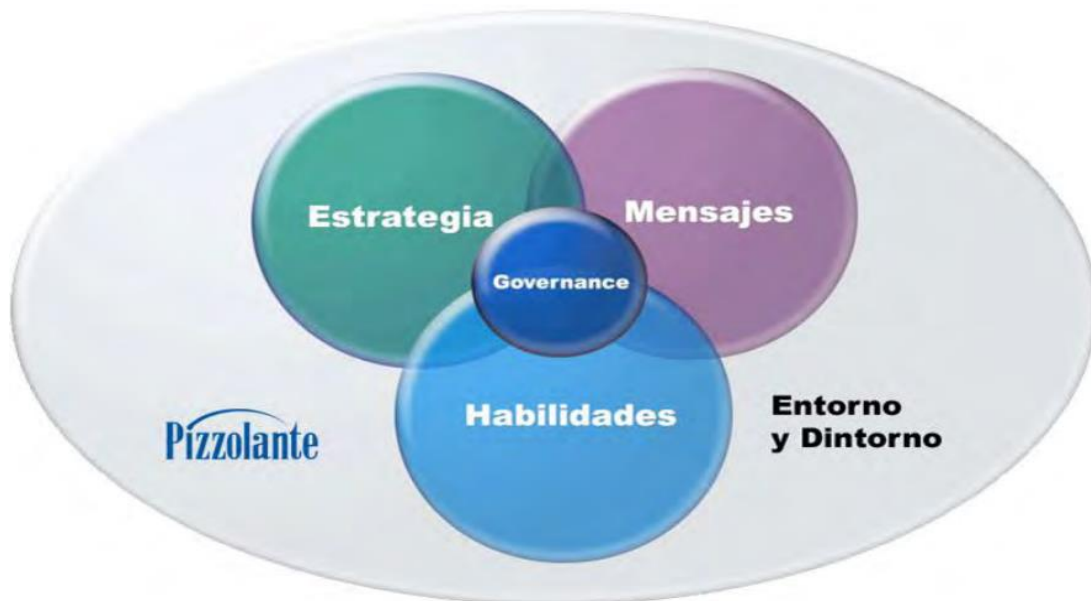 Estrategia
Mensajes
Governance
Habilidades
Entorno
y Dintorno
Pizzolante